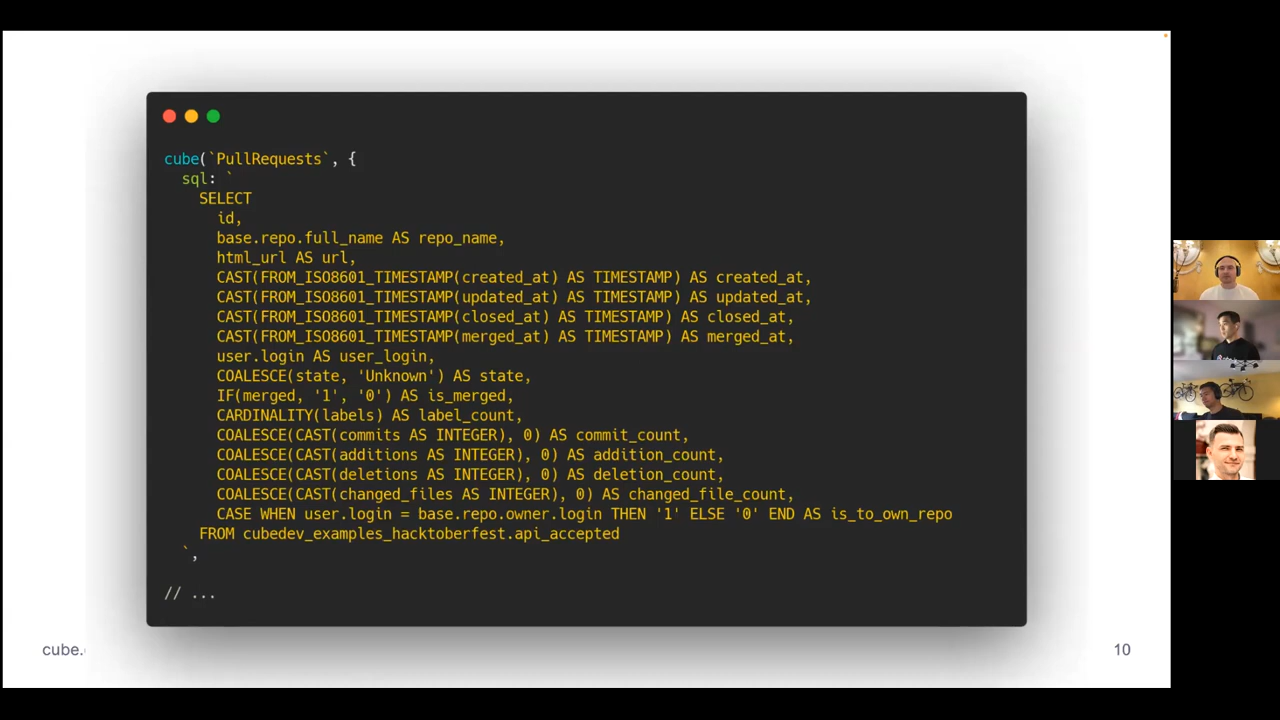 cube(`PullRequests`, {
sql: `
SELECT
id,
base.repo.full_name AS repo_name,
html_url AS url,
CAST(FROM_ISO8601_TIMESTAMP(created_at) AS TIMESTAMP) AS created_at,
CAST(FROM_ISO8601_TIMESTAMP(updated_at) AS TIMESTAMP) AS updated_at,
CAST(FROM_ISO8601_TIMESTAMP(closed_at) AS TIMESTAMP) AS closed_at,
CAST(FROM_ISO8601_TIMESTAMP(merged_at) AS TIMESTAMP) AS merged_at,
user.login AS user_login,
COALESCE(state, 'Unknown') AS state,
IF(merged, '1', '0') AS is_merged,
CARDINALITY(labels) AS label_count,
COALESCE(CAST(commits AS INTEGER), 0) AS commit_count,
COALESCE(CAST(additions AS INTEGER), 0) AS addition_count,
COALESCE(CAST(deletions AS INTEGER), 0) AS deletion_count,
COALESCE(CAST(changed_files AS INTEGER), 0) AS changed_file_count,
CASE WHEN user.login = base.repo.owner.login THEN '1' ELSE '0' END AS is_to_own_repo
FROM cubedev_examples_hacktoberfest.api_accepted
`,
// ...
cube.
10